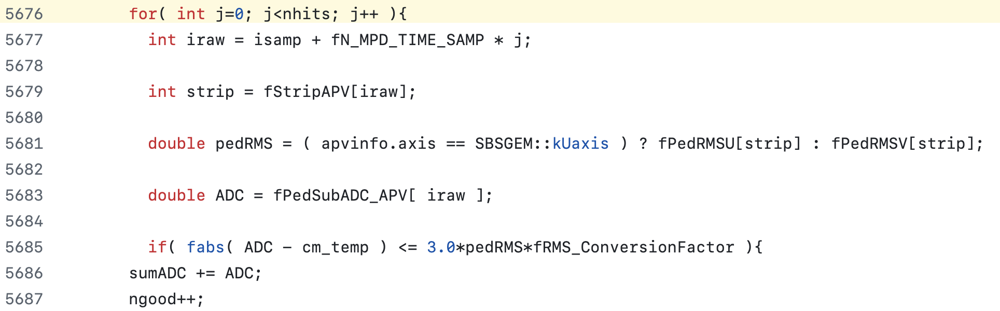 5676 for( int j=0; j<nhits; j++ ){
5677 int iraw = isamp + fN_MPD_TIME_SAMP * j;
5678
5679 int strip = fStripAPV[iraw];
5680
5681 double pedRMS = ( apvinfo.axis == SBSGEM::kUaxis ) ? fPedRMSU[strip] : fPedRMSV[strip];
5682
5683 double ADC = fPedSubADC_APV[ iraw ];
5684
5685 if( fabs( ADC - cm_temp ) <= 3.0*pedRMS*fRMS_ConversionFactor ){
5686 sumADC += ADC;
5687 ngood++;